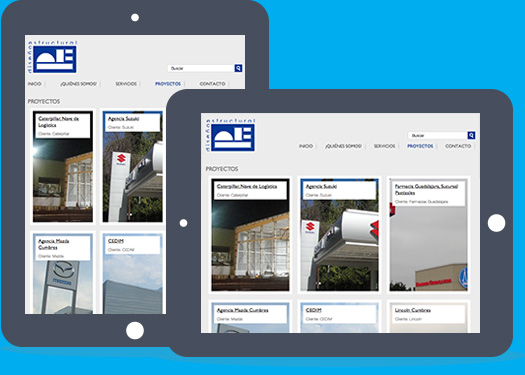 diseño estructural
Buscar
INICIO
¿QUIÉNES SOMOS?
SERVICIOS
PROYECTOS
CONTACTO
PROYECTOS
Caterpillar, Nave de
Logística
Cliente: Caterpillar
Agencia Suzuki
Cliente: Suzuki
Agencia Mazda
Cumbres
Cliente: Mazda
mazda
CEDIM
Cliente: CEDIM
diseño estructural
Buscar
INICIO
¿QUIÉNES SOMOS?
SERVICIOS
PROYECTOS
CONTACTO
PROYECTOS
Caterpillar, Nave de Logística
Cliente: Caterpillar
Agencia Suzuki
Cliente: Suzuki
Farmacia Guadalajara, Sucursal
Cliente: Farmacias Guadalajara
Agencia Mazda Cumbres
Cliente: Mazda
CEDIM
Cliente: CEDIM
Lincoln Cumbres
Cliente: Lincoln